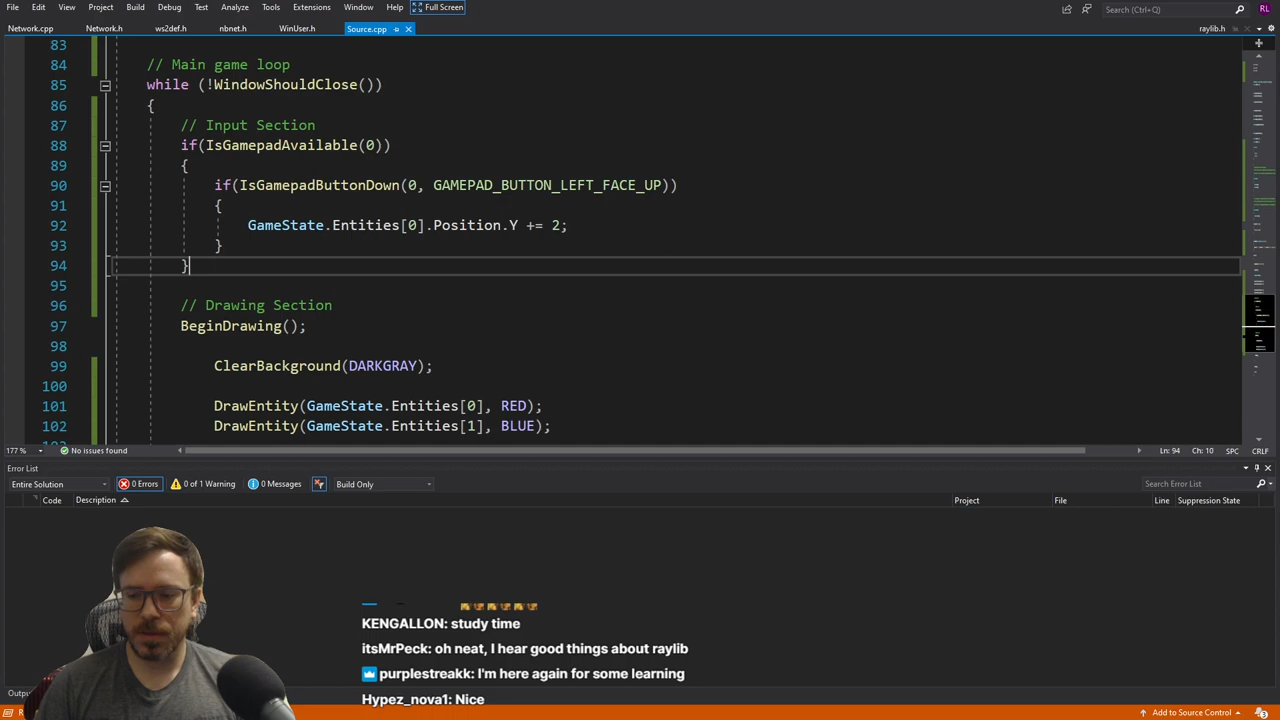 File Edit View Project Build Debug Test Analyze Tools Extensions Window Help Full Screen Search (Ctrl+Q) RL
Network.cpp Network.h ws2def.h nbnet.h WinUser.h Source.cpp raylib.h
83
84 // Main game loop
85 while (!WindowShouldClose())
86 {
87 // Input Section
88 if(IsGamepadAvailable(0))
89 {
90 if(IsGamepadButtonDown(0, GAMEPAD_BUTTON_LEFT_FACE_UP))
91 {
92 GameState.Entities[0].Position.Y += 2;
93 }
94 }
95
96 // Drawing Section
97 BeginDrawing();
98
99 ClearBackground(DARKGRAY);
100
101 DrawEntity(GameState.Entities[0], RED);
102 DrawEntity(GameState.Entities[1], BLUE);
177 % No issues found Ln: 94 Ch: 10 SPC CRLF
Error List
Entire Solution 0 Errors 0 of 1 Warning 0 Messages Build Only Search Error List
Code Description Project File Line Suppression State
KENGALLON: study time
itsMrPeck: oh neat, I hear good things about raylib
purplestreakk: I'm here again for some learning
Hypez_nova1: Nice
Add to Source Control 3